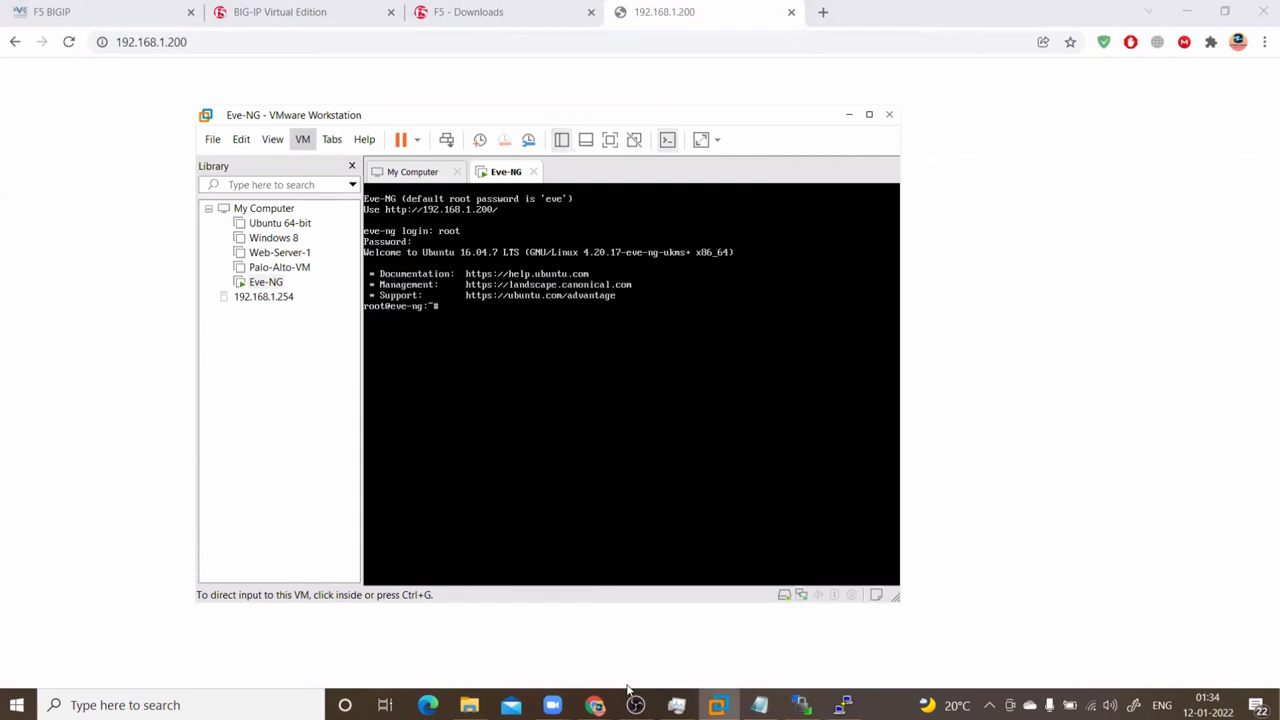 F5 BIGIP
BIG-IP Virtual Edition
F5 - Downloads
192.168.1.200
192.168.1.200
Eve-NG - VMware Workstation
File Edit View VM Tabs Help
Library
My Computer
Eve-NG
Type here to search
My Computer
Ubuntu 64-bit
Windows 8
Web-Server-1
Palo-Alto-VM
Eve-NG
192.168.1.254
Eve-NG (default root password is 'eve')
Use http://192.168.1.200/
eve-ng login: root
Password:
Welcome to Ubuntu 16.04.7 LTS (GNU/Linux 4.20.17-eve-ng-ukms+ x86_64)
* Documentation: https://help.ubuntu.com
* Management: https://landscape.canonical.com
* Support: https://ubuntu.com/advantage
root@eve-ng:~#
To direct input to this VM, click inside or press Ctrl+G.
Type here to search
20°C
ENG
01:34
12-01-2022
22